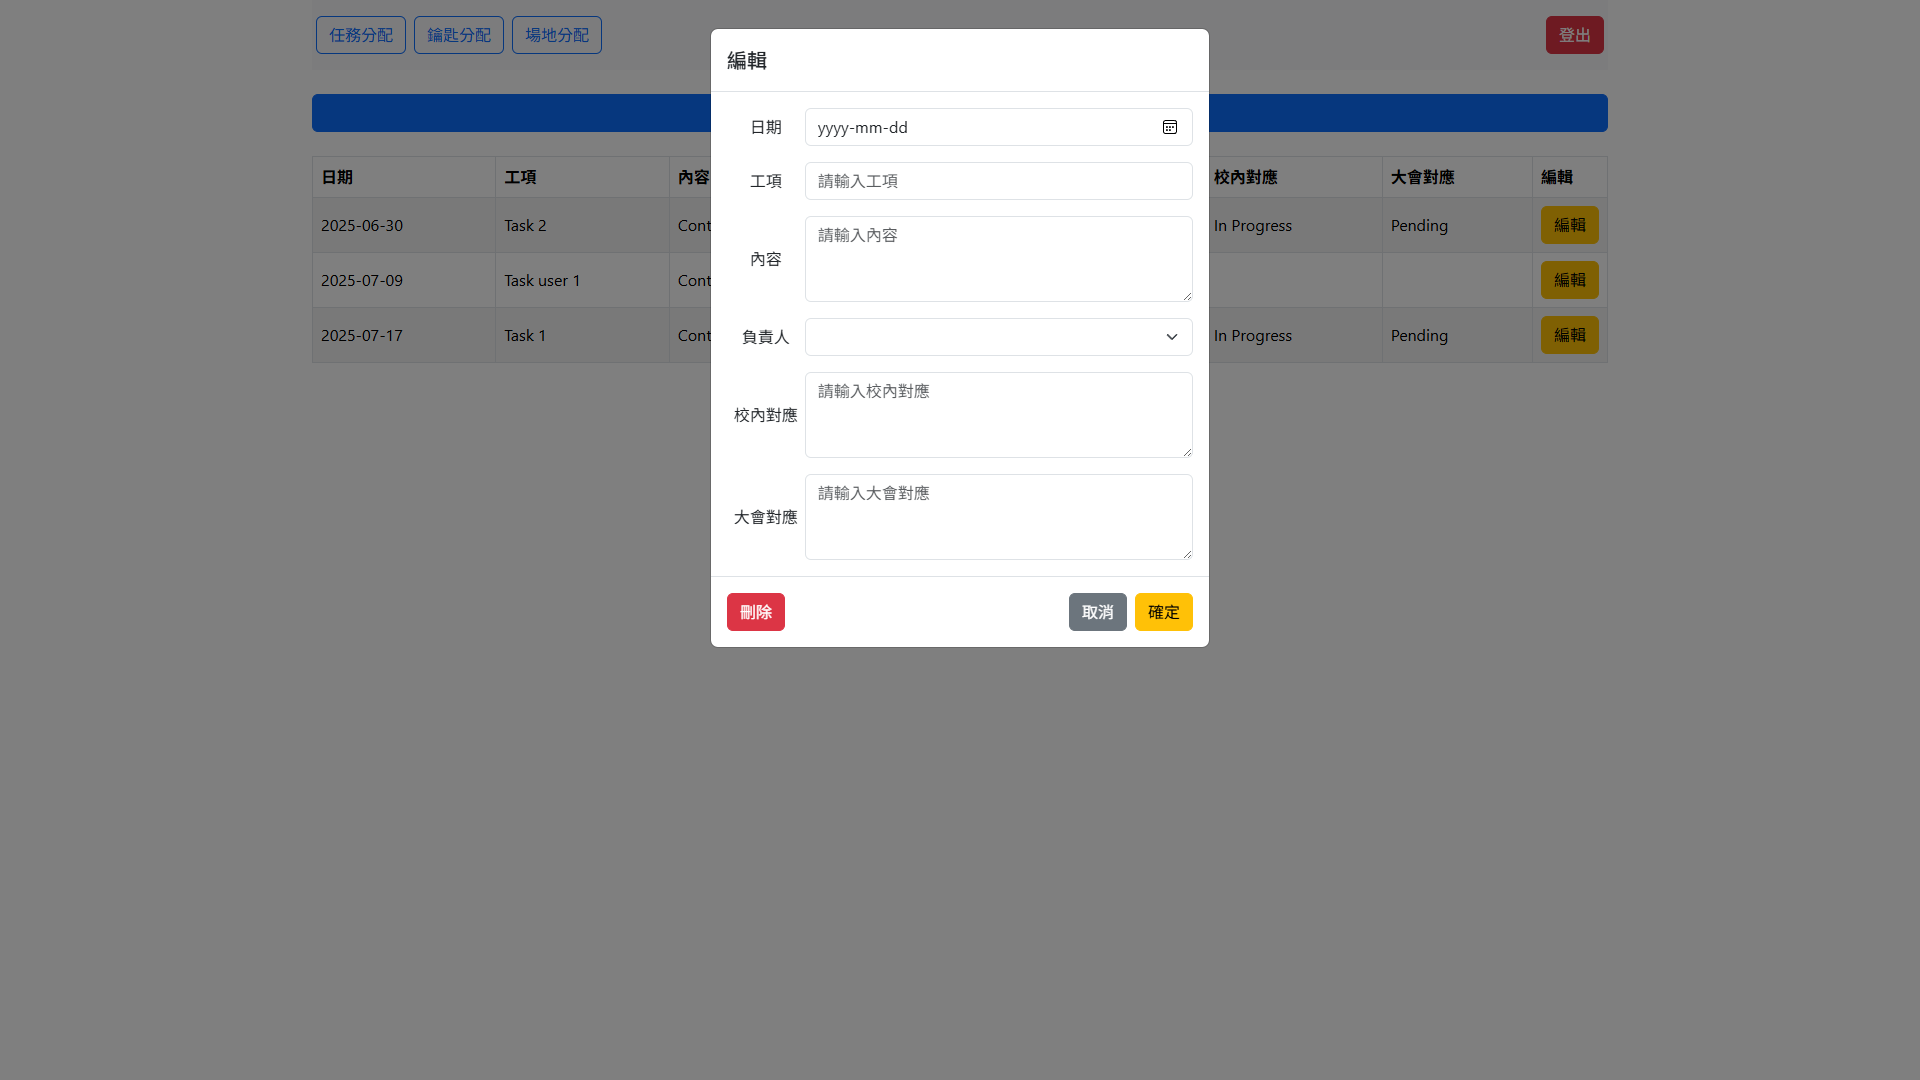 任務分配 鑰匙分配 場地分配 登出
編輯
日期 yyyy-mm-dd
工項 請輸入工項
內容 請輸入內容
負責人
校內對應 請輸入校內對應
大會對應 請輸入大會對應
刪除 取消 確定
日期 工項 內容 校內對應 大會對應 編輯
2025-06-30 Task 2 Cont In Progress Pending 編輯
2025-07-09 Task user 1 Cont 編輯
2025-07-17 Task 1 Cont In Progress Pending 編輯